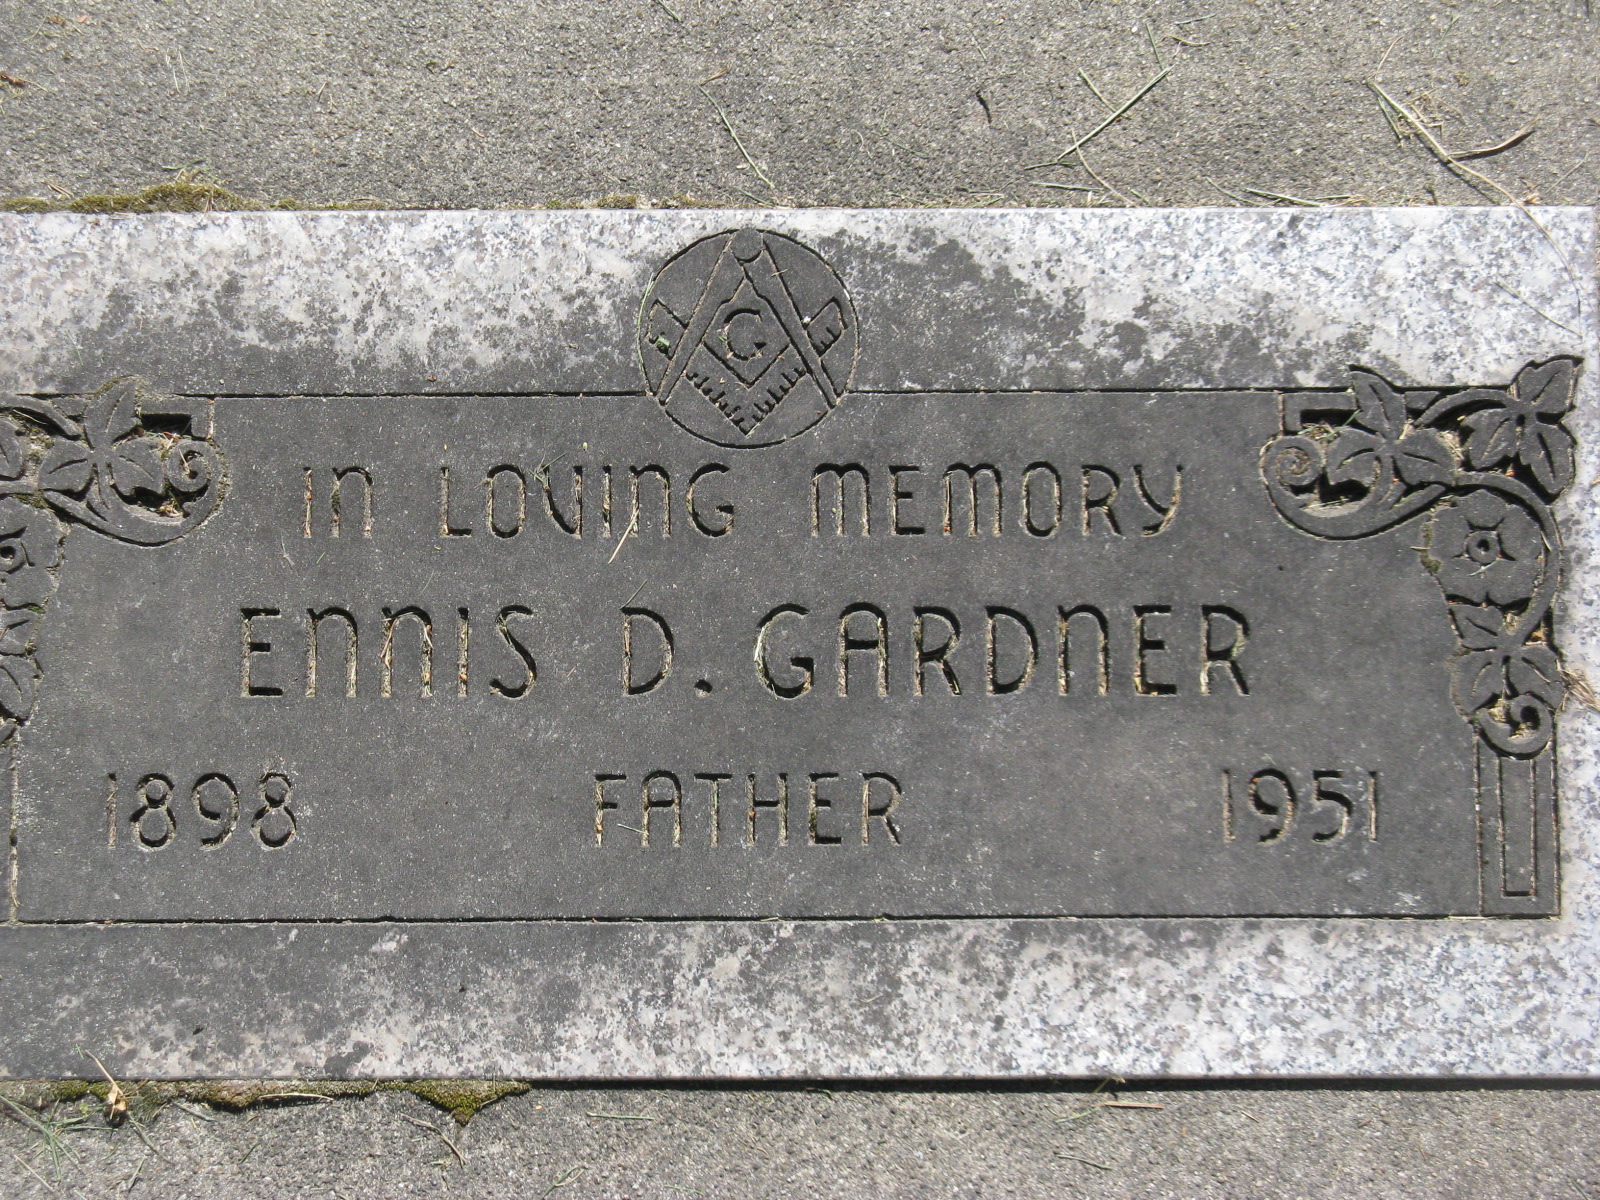 G
IN LOVING MEMORY
ENNIS D. GARDNER
1898 FATHER 1951